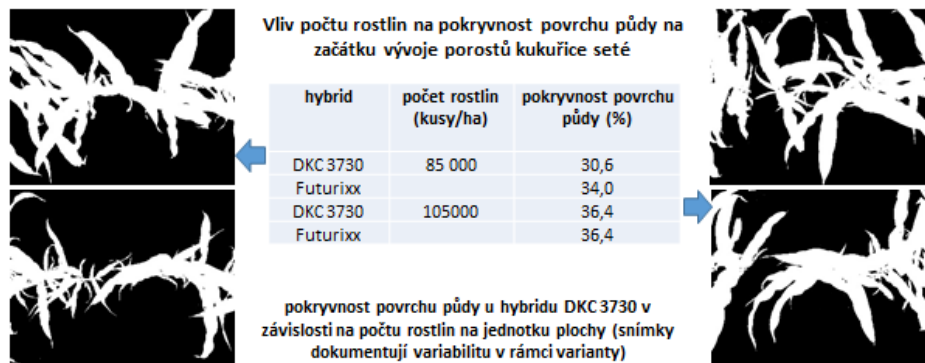 Vliv počtu rostlin na pokryvnost povrchu půdy na
začátku vývoje porostů kukuřice seté
hybrid počet rostlin (kusy/ha) pokryvnost povrchu půdy (%)
DKC 3730 85 000 30,6
Futurixx 34,0
DKC 3730 105000 36,4
Futurixx 36,4
pokryvnost povrchu půdy u hybridu DKC 3730 v
závislosti na počtu rostlin na jednotku plochy (snímky
dokumentují variabilitu v rámci varianty)